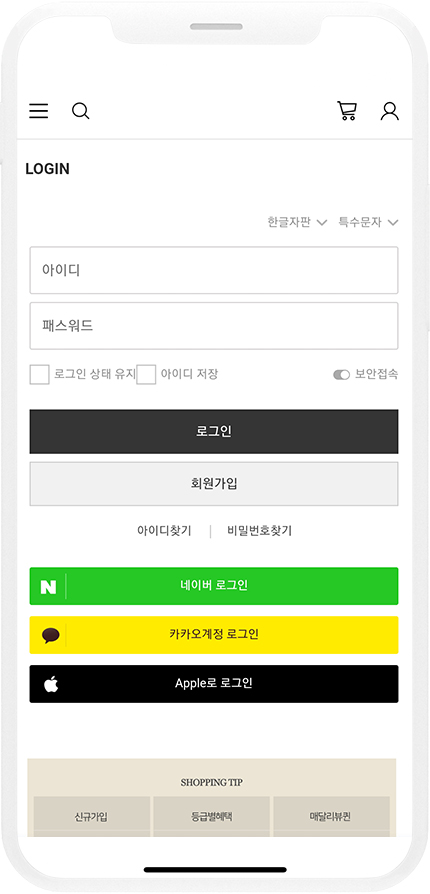 LOGIN
한글자판 특수문자
아이디
패스워드
로그인 상태 유지 아이디 저장 보안접속
로그인
회원가입
아이디찾기 | 비밀번호찾기
N 네이버 로그인
카카오계정 로그인
Apple로 로그인
SHOPPING TIP
신규가입 등급별혜택 매달리뷰퀸